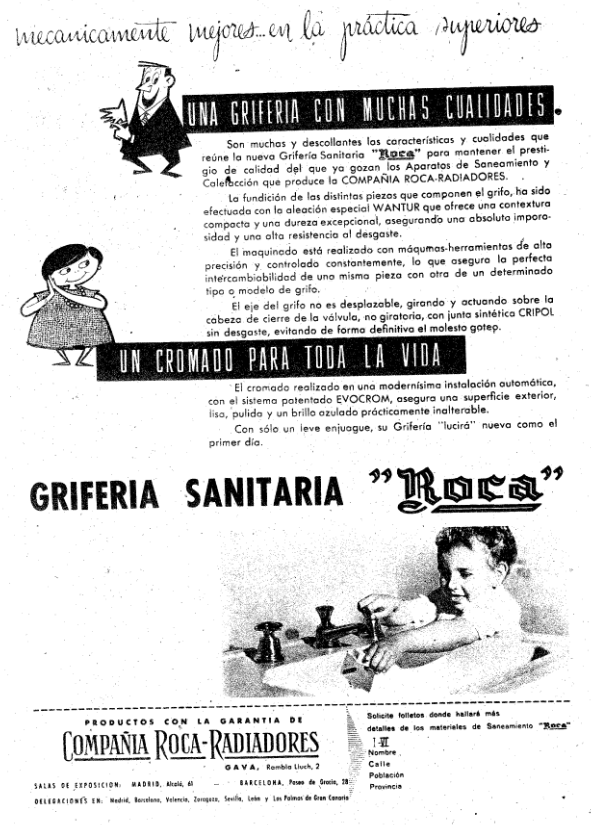 mecanicamente mejores... en la práctica superiores
UNA GRIFERIA CON MUCHAS CUALIDADES.
Son muchas y descollantes las características y cualidades que
reúne la nueva Grifería Sanitaria "Roca" para mantener el presti-
gio de calidad del que ya gozan los Aparatos de Saneamiento y
Calefacción que produce la COMPAÑIA ROCA-RADIADORES.
La fundición de las distintas piezas que componen el grifo, ha sido
efectuada con la aleación especial WANTUR que ofrece una contextura
compacta y una dureza excepcional, asegurando una absoluta imporo-
sidad y una alta resistencia al desgaste.
El maquinado está realizado con máquinas-herramientas de alta
precisión y controlado constantemente, lo que asegura la perfecta
intercambiabilidad de una misma pieza con otra de un determinado
tipo o modelo de grifo.
El eje del grifo no es desplazable, girando y actuando sobre la
cabeza de cierre de la válvula, no giratoria, con junta sintética CRIPOL
sin desgaste, evitando de forma definitiva el molesto goteo.
UN CROMADO PARA TODA LA VIDA
El cromado realizado en una modernísima instalación automática,
con el sistema patentado EVOCROM, asegura una superficie exterior,
lisa, pulida y un brillo azulado prácticamente inalterable.
Con sólo un leve enjuague, su Grifería "lucirá" nueva como el
primer día.
GRIFERIA SANITARIA "Roca"
PRODUCTOS CON LA GARANTIA DE
COMPAÑIA ROCA-RADIADORES
GAVA, Rambla Lluch, 2
SALAS DE EXPOSICION: MADRID, Alcalá, 61 — BARCELONA, Paseo de Gracia, 28
DELEGACIONES EN: Madrid, Barcelona, Valencia, Zaragoza, Sevilla, León y Las Palmas de Gran Canaria
Solicite folletos donde hallará más
detalles de los materiales de Saneamiento "Roca"
I-VI
Nombre
Calle
Población
Provincia